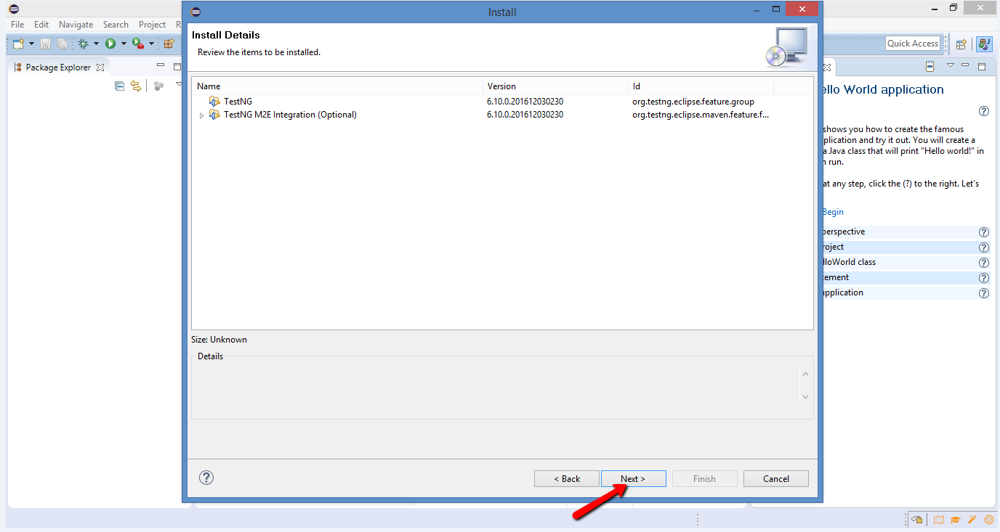 Install
File Edit Navigate Search Project R
Quick Access
Install Details
Review the items to be installed.
Package Explorer
Name Version Id
TestNG 6.10.0.201612030230 org.testng.eclipse.feature.group
TestNG M2E Integration (Optional) 6.10.0.201612030230 org.testng.eclipse.maven.feature.f...
Size: Unknown
Details
< Back Next > Finish Cancel
ello World application
shows you how to create the famous
plication and try it out. You will create a
a Java class that will print "Hello world!" in
n run.
at any step, click the (?) to the right. Let's
Begin
perspective
roject
lloWorld class
tement
application